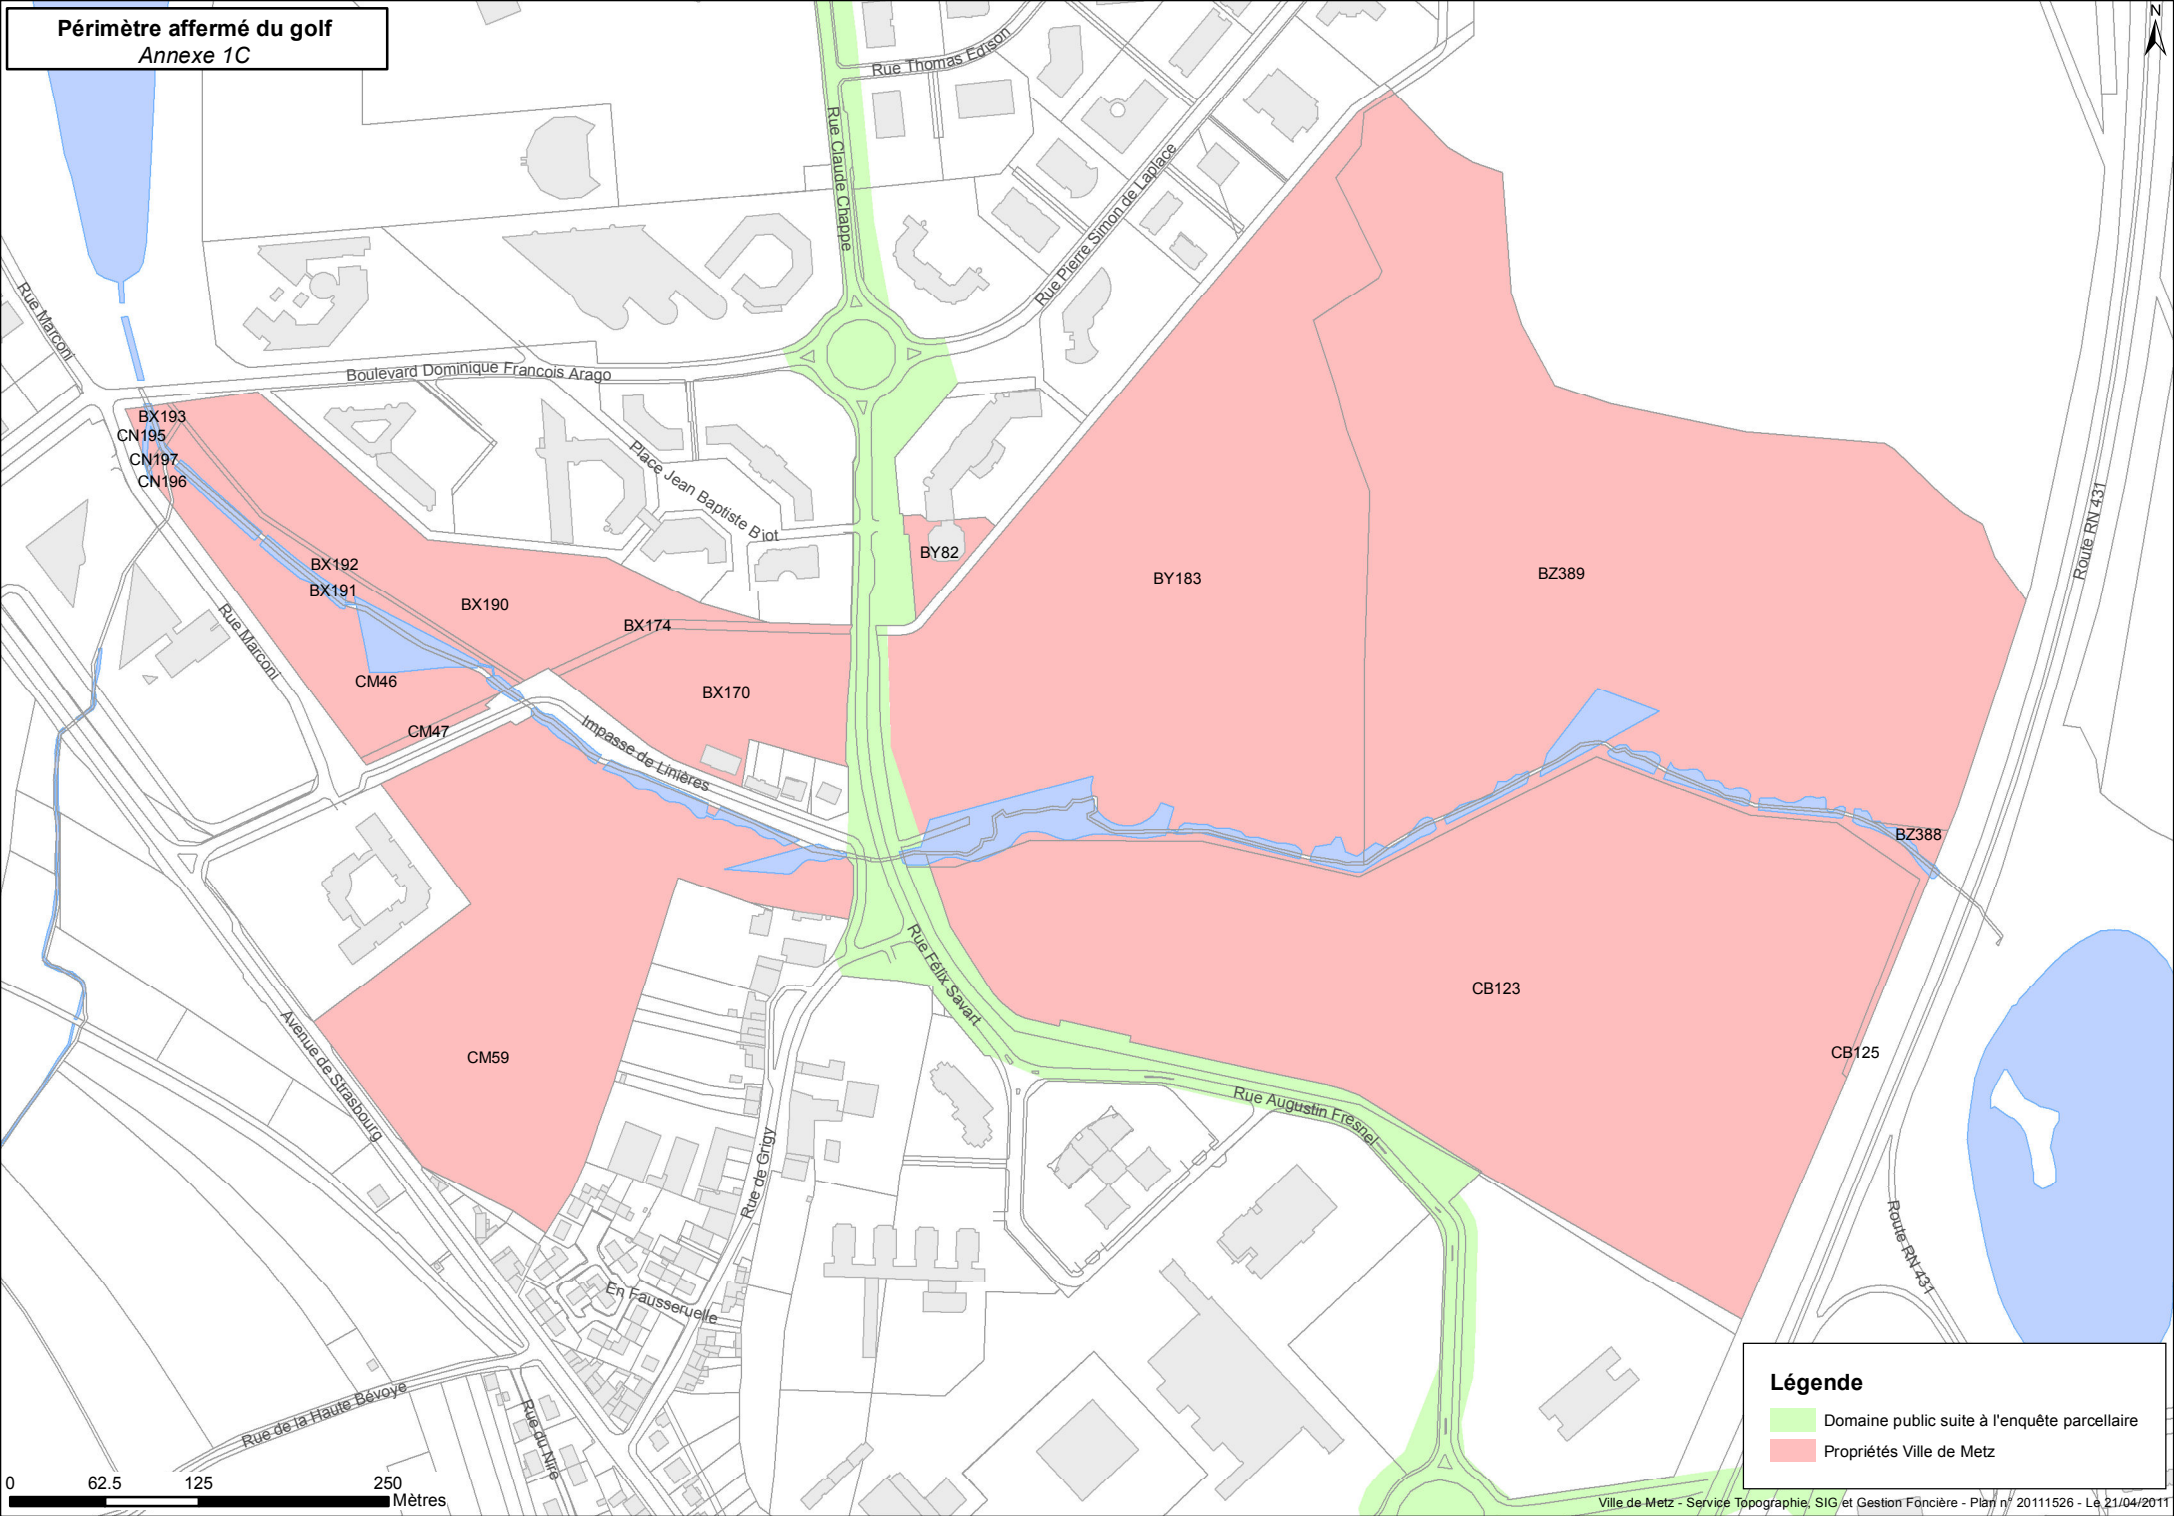 Périmètre affermé du golf
Annexe 1C
N
Rue Thomas Edison
Rue Claude Chappe
Rue Pierre Simon de Laplace
Rue Marconi
Boulevard Dominique Francois Arago
Place Jean Baptiste Biot
BX193
CN195
CN197
CN196
BX192
BX191
BX190
BX174
BX170
BY82
BY183
BZ389
Route RN 431
Rue Marconi
CM46
CM47
Impasse de Linières
BZ388
CB123
CB125
Rue Félix Savart
CM59
Avenue de Strasbourg
Rue Augustin Fresnel
Rue de Grigy
Route RN 431
En Fausseruelle
Rue de la Haute Bévoye
Rue du Nire
Légende
Domaine public suite à l'enquête parcellaire
Propriétés Ville de Metz
0 62.5 125 250
Mètres
Ville de Metz - Service Topographie, SIG et Gestion Foncière - Plan n° 20111526 - Le 21/04/2011